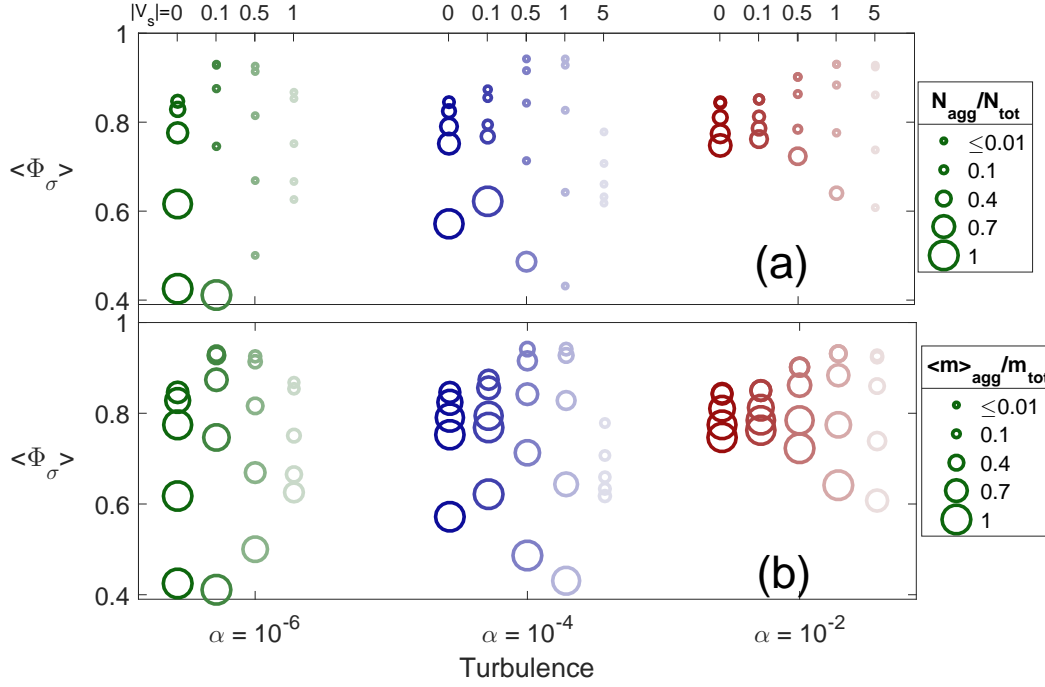 |V_s|= 0 0.1 0.5 1 0 0.1 0.5 1 5 0 0.1 0.5 1 5
1
0.8
<Φ_σ>
0.6
0.4
(a)
N_agg/N_tot
≤0.01
0.1
0.4
0.7
1
1
0.8
<Φ_σ>
0.6
0.4
(b)
<m>_agg/m_tot
≤0.01
0.1
0.4
0.7
1
α = 10^-6 α = 10^-4 α = 10^-2
Turbulence